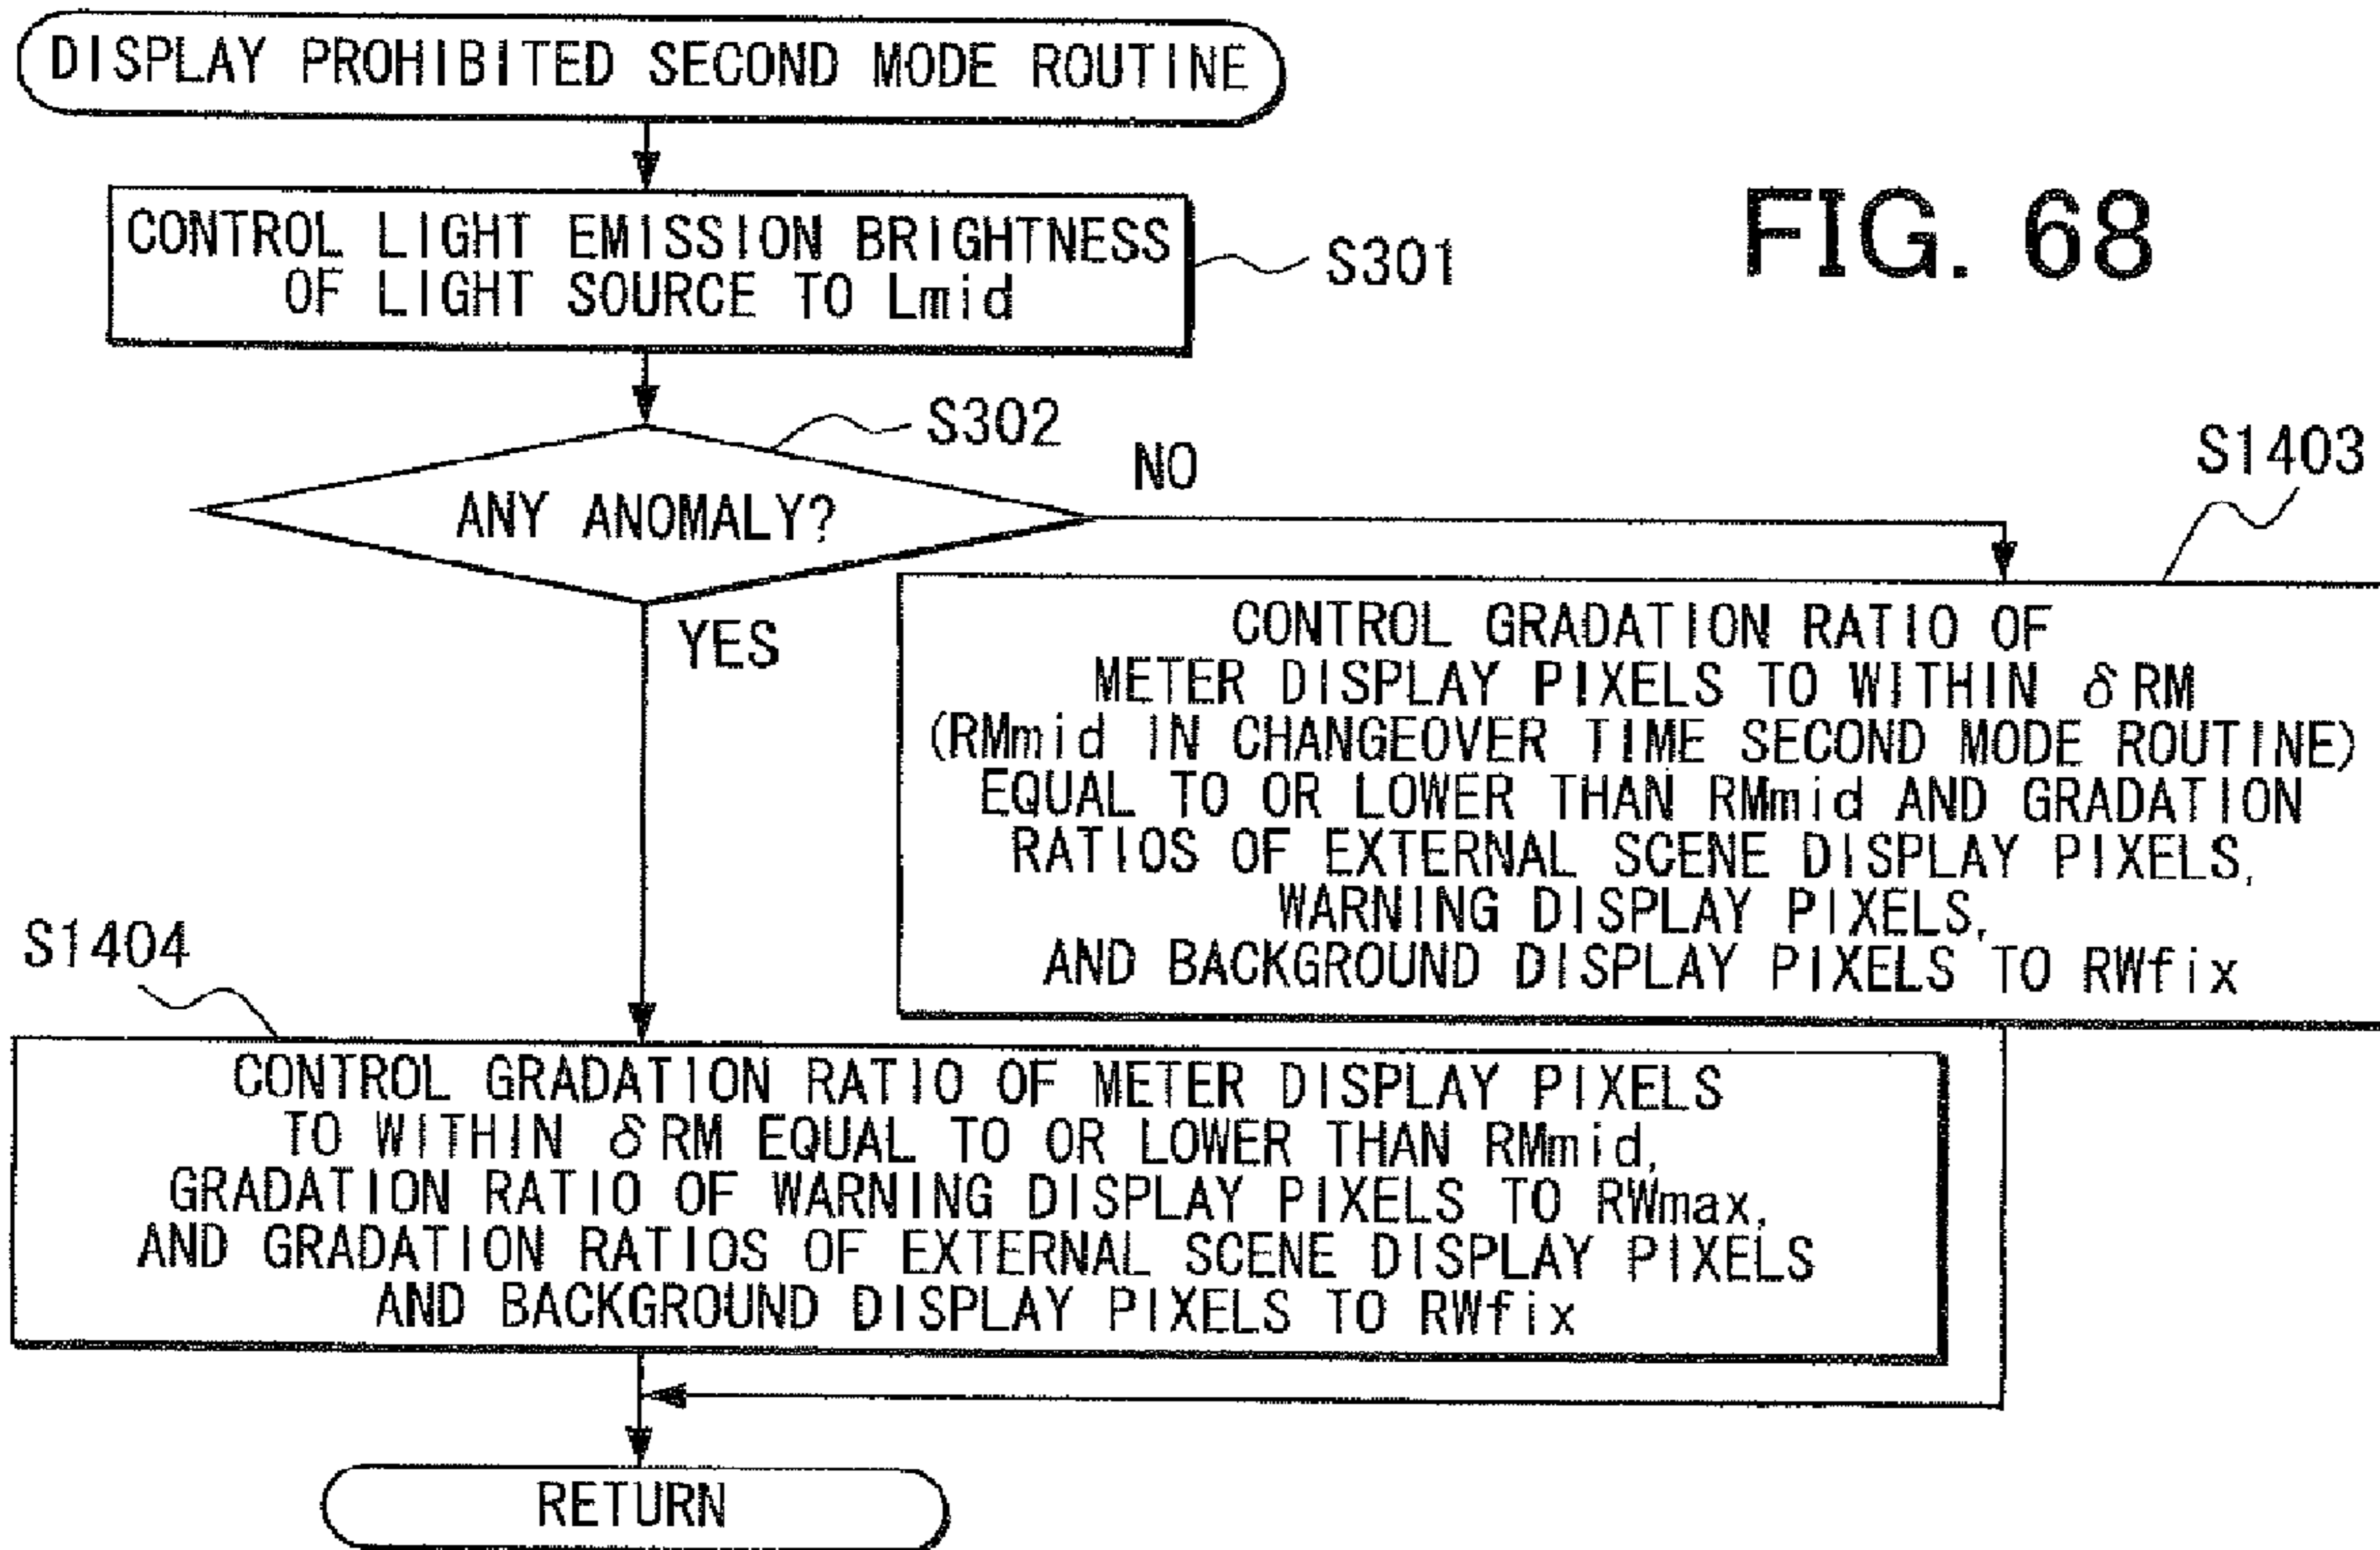 DISPLAY PROHIBITED SECOND MODE ROUTINE
FIG. 68
CONTROL LIGHT EMISSION BRIGHTNESS
OF LIGHT SOURCE TO Lmid
S301
S302
ANY ANOMALY?
NO
YES
S1403
CONTROL GRADATION RATIO OF
METER DISPLAY PIXELS TO WITHIN δRM
(RMmid IN CHANGEOVER TIME SECOND MODE ROUTINE)
EQUAL TO OR LOWER THAN RMmid AND GRADATION
RATIOS OF EXTERNAL SCENE DISPLAY PIXELS,
WARNING DISPLAY PIXELS,
AND BACKGROUND DISPLAY PIXELS TO RWfix
S1404
CONTROL GRADATION RATIO OF METER DISPLAY PIXELS
TO WITHIN δRM EQUAL TO OR LOWER THAN RMmid,
GRADATION RATIO OF WARNING DISPLAY PIXELS TO RWmax,
AND GRADATION RATIOS OF EXTERNAL SCENE DISPLAY PIXELS
AND BACKGROUND DISPLAY PIXELS TO RWfix
RETURN